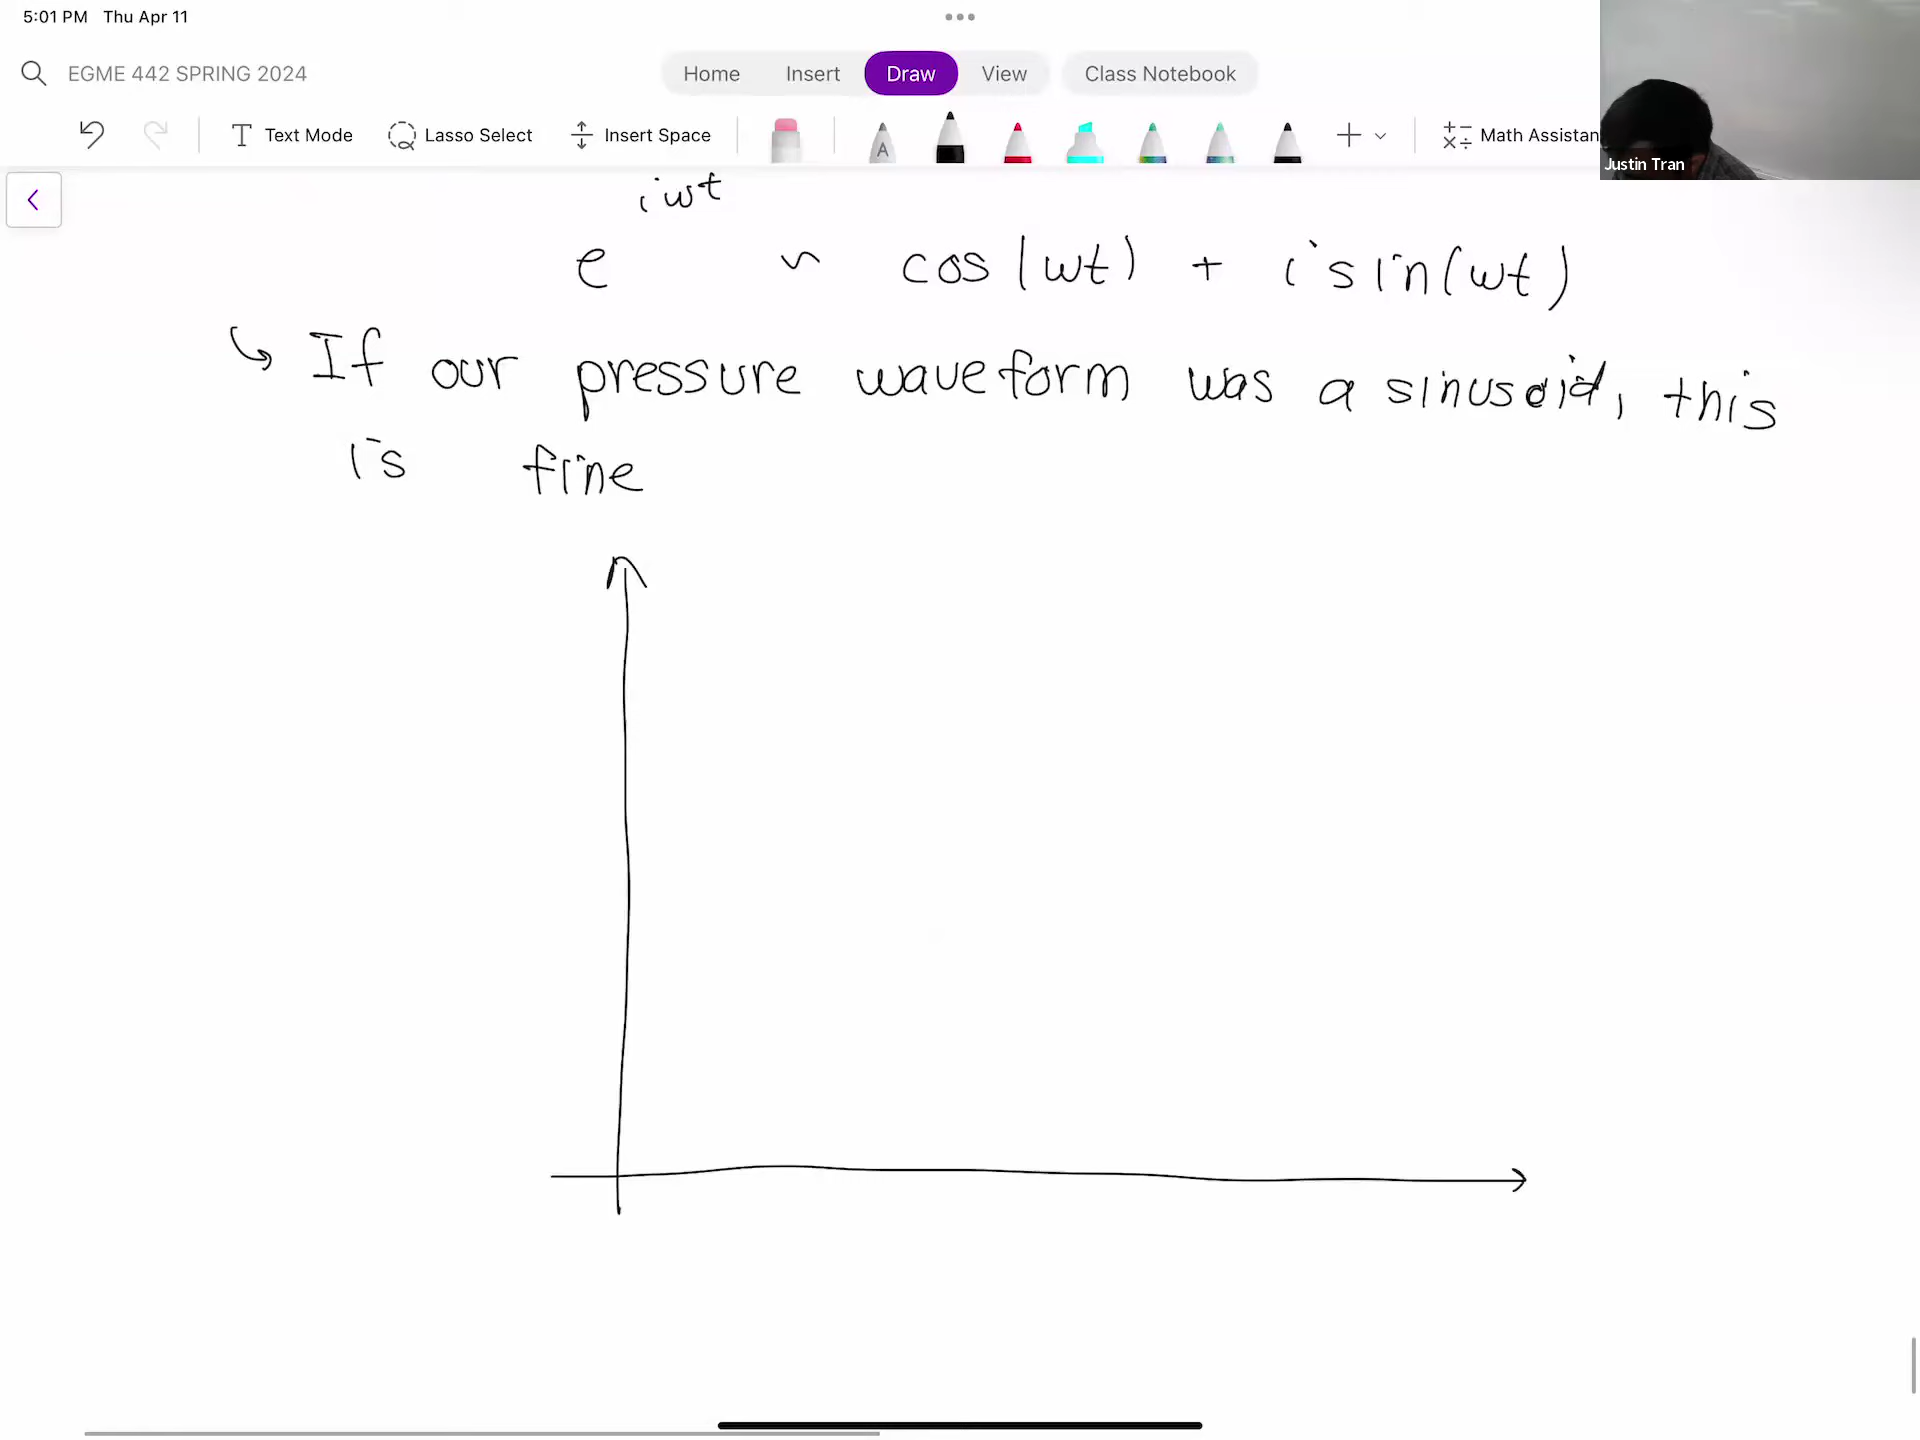 5:01 PM Thu Apr 11
EGME 442 SPRING 2024
Home Insert Draw View Class Notebook
Text Mode Lasso Select Insert Space A Math Assistan
Justin Tran
iwt
e ~ cos(wt) + isin(wt)
↳ If our pressure waveform was a sinusoid, this
is fine